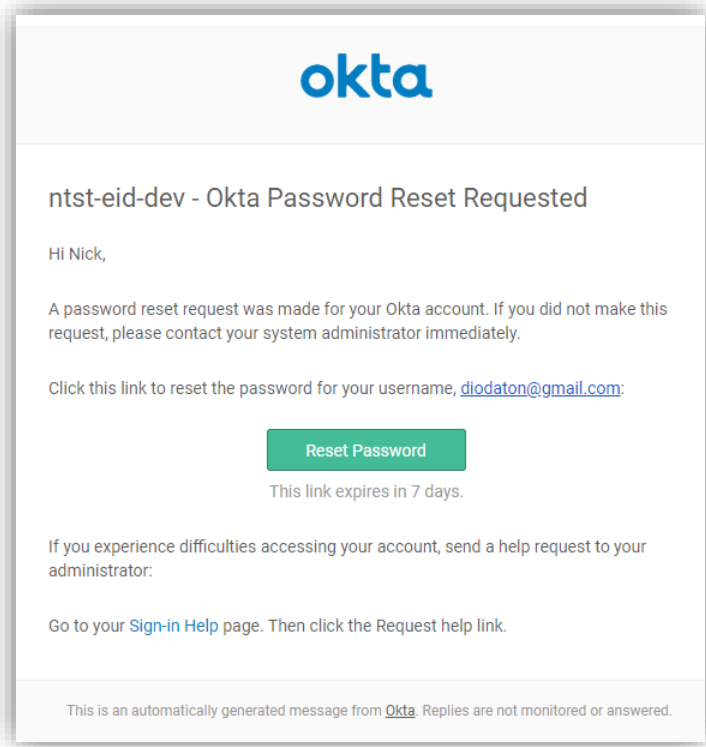 okta
ntst-eid-dev - Okta Password Reset Requested
Hi Nick,
A password reset request was made for your Okta account. If you did not make this
request, please contact your system administrator immediately.
Click this link to reset the password for your username, diodaton@gmail.com:
Reset Password
This link expires in 7 days.
If you experience difficulties accessing your account, send a help request to your
administrator:
Go to your Sign-in Help page. Then click the Request help link.
This is an automatically generated message from Okta. Replies are not monitored or answered.